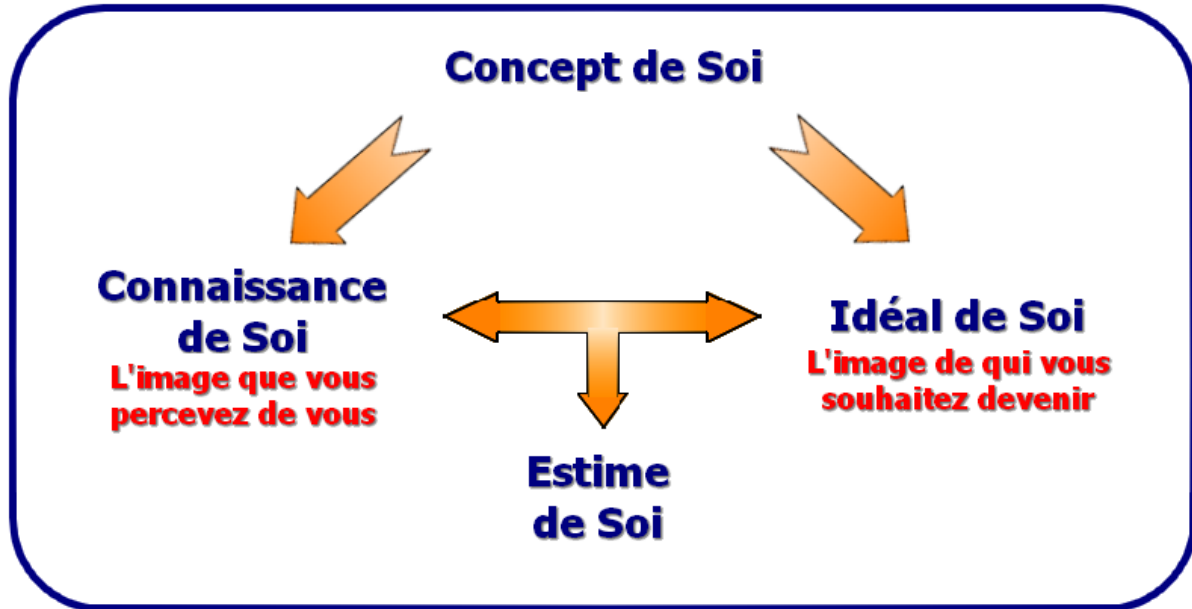 Concept de Soi
Connaissance
de Soi
L'image que vous
percevez de vous
Idéal de Soi
L'image de qui vous
souhaitez devenir
Estime
de Soi